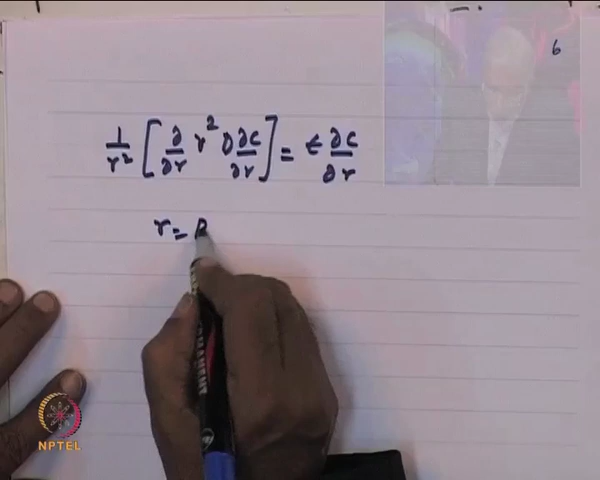 6
1/r² [∂/∂r r² D ∂c/∂r] = ϵ ∂c/∂r
r = R
NPTEL